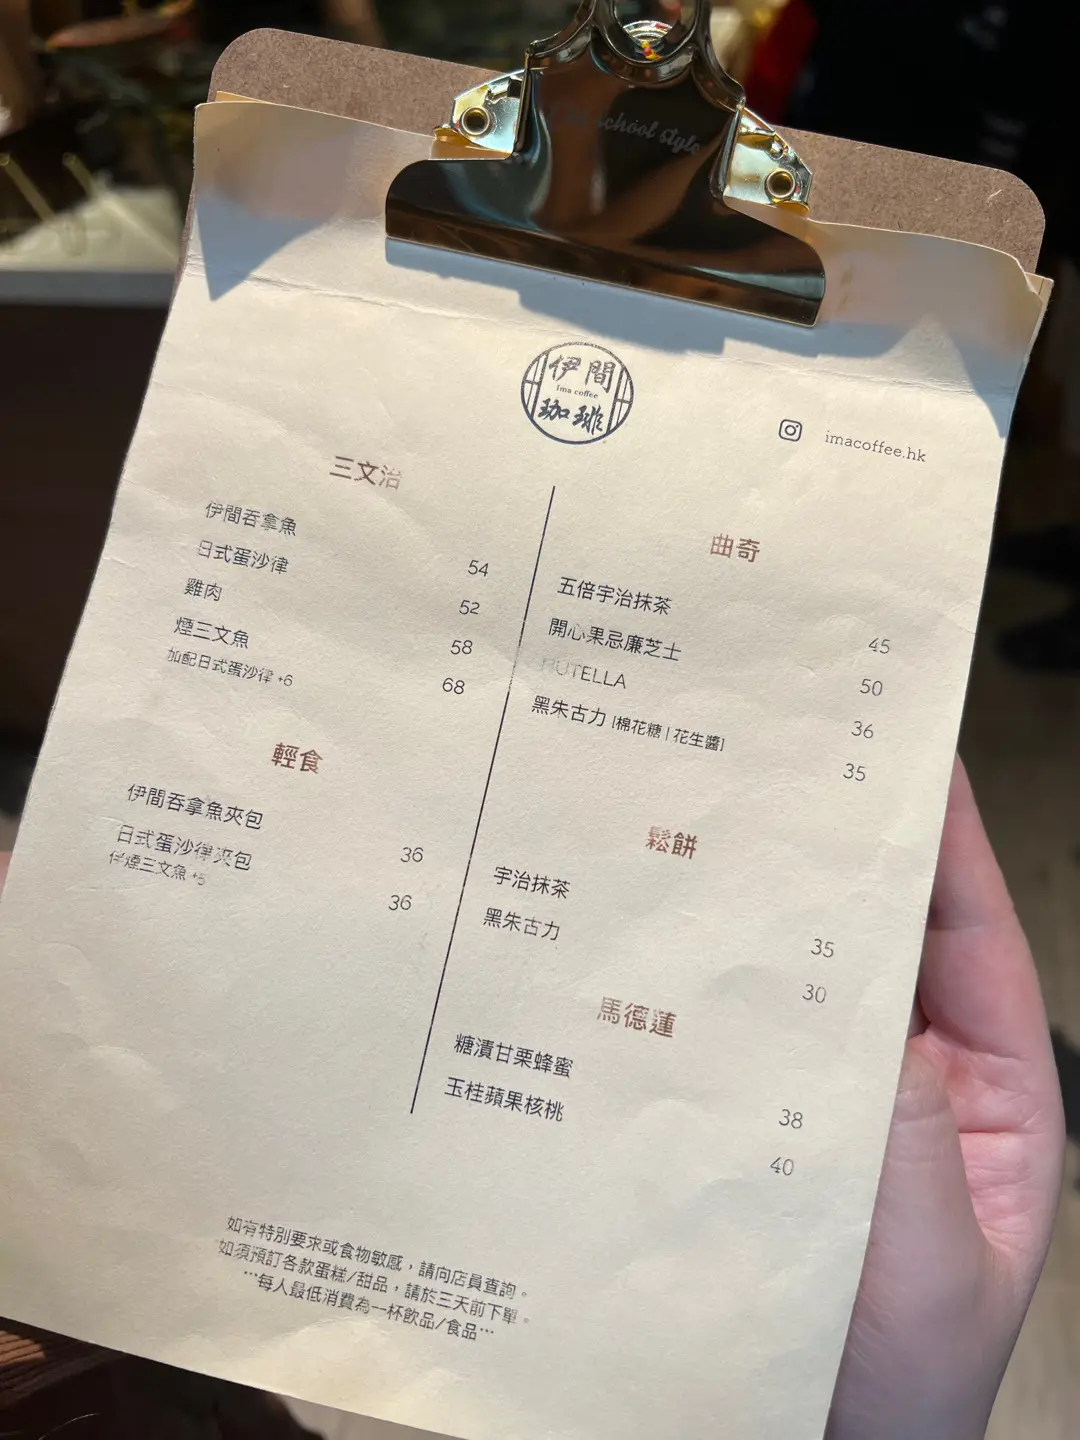 school style
伊間
Ima coffee
珈琲
imacoffee.hk
三文治
伊間吞拿魚 54
日式蛋沙律 52
雞肉 58
煙三文魚 68
加配日式蛋沙律 +6
輕食
伊間吞拿魚夾包 36
日式蛋沙律夾包 36
伴煙三文魚 +5
曲奇
五倍宇治抹茶 45
開心果忌廉芝士 50
NUTELLA 36
黑朱古力 [棉花糖 | 花生醬] 35
鬆餅
宇治抹茶 35
黑朱古力 30
馬德蓮
糖漬甘栗蜂蜜 38
玉桂蘋果核桃 40
如有特別要求或食物敏感，請向店員查詢。
如須預訂各款蛋糕/甜品，請於三天前下單。
···每人最低消費為一杯飲品/食品···